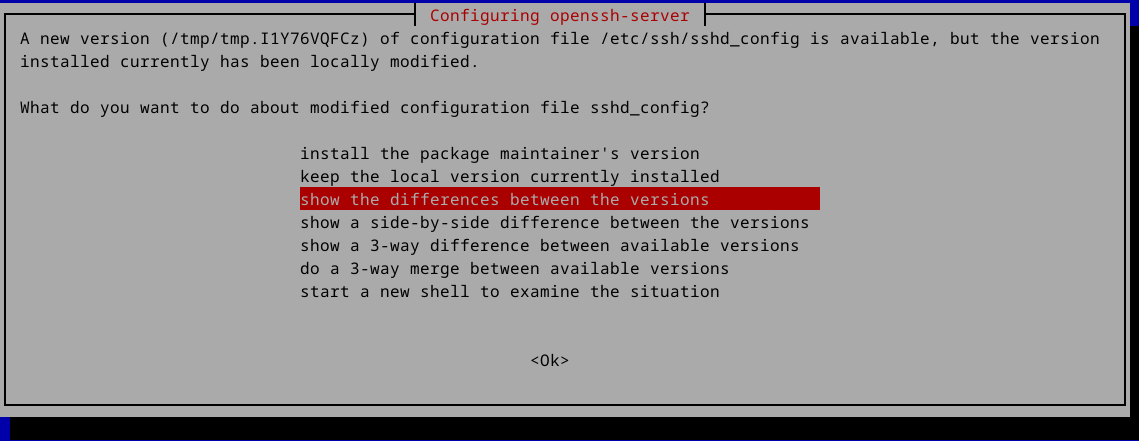 Configuring openssh-server
A new version (/tmp/tmp.I1Y76VQFCz) of configuration file /etc/ssh/sshd_config is available, but the version
installed currently has been locally modified.
What do you want to do about modified configuration file sshd_config?
install the package maintainer's version
keep the local version currently installed
show the differences between the versions
show a side-by-side difference between the versions
show a 3-way difference between available versions
do a 3-way merge between available versions
start a new shell to examine the situation
<Ok>